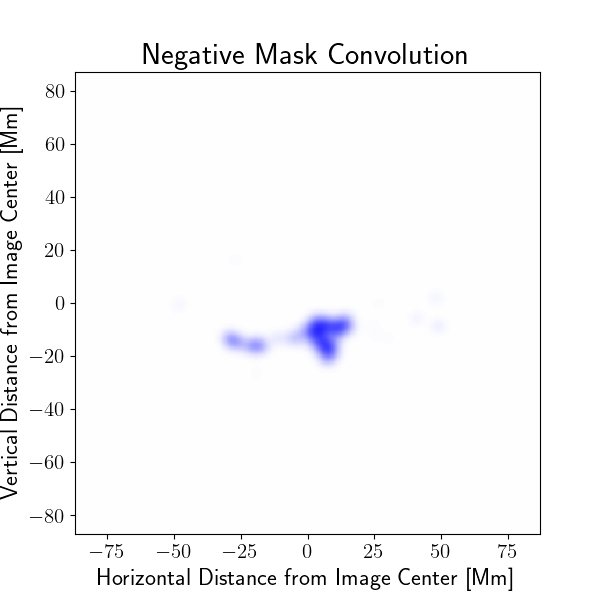 Negative Mask Convolution
Vertical Distance from Image Center [Mm]
80
60
40
20
0
−20
−40
−60
−80
−75 −50 −25 0 25 50 75
Horizontal Distance from Image Center [Mm]